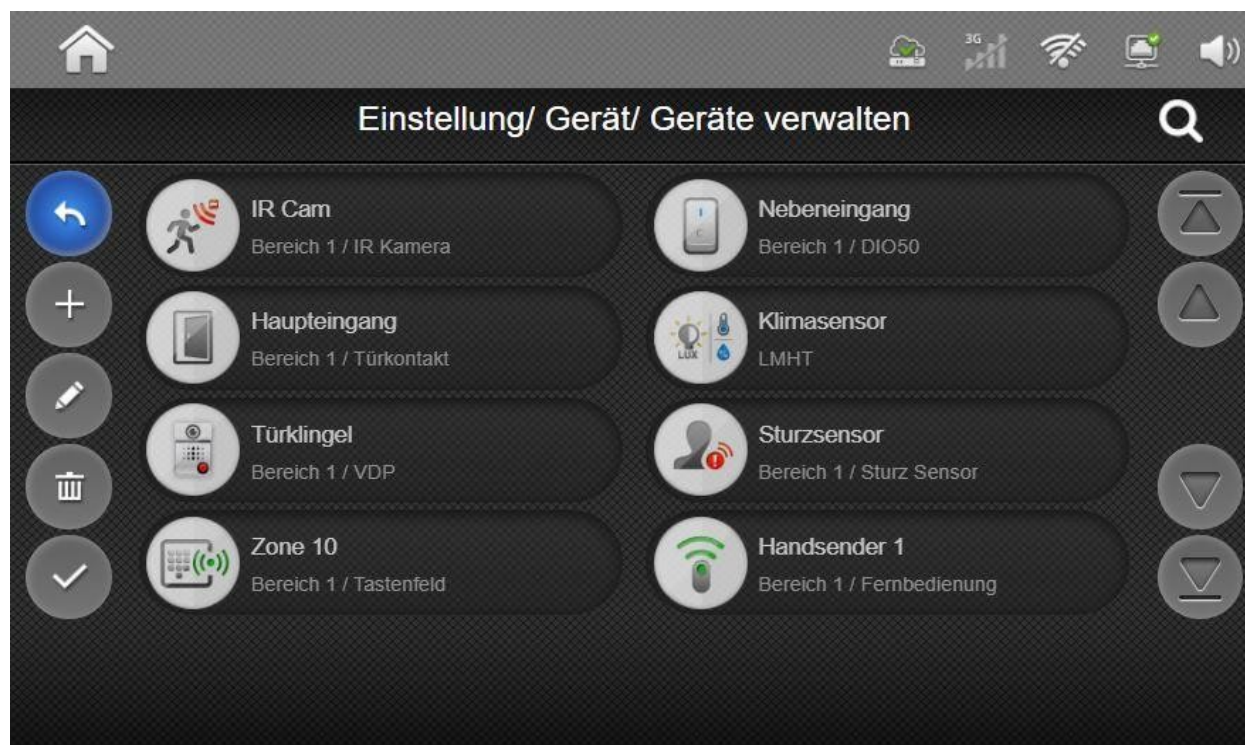 3G
Einstellung/ Gerät/ Geräte verwalten
IR Cam
Bereich 1 / IR Kamera
Nebeneingang
Bereich 1 / DIO50
Haupteingang
Bereich 1 / Türkontakt
LUX
Klimasensor
LMHT
Türklingel
Bereich 1 / VDP
Sturzsensor
Bereich 1 / Sturz Sensor
Zone 10
Bereich 1 / Tastenfeld
Handsender 1
Bereich 1 / Fernbedienung